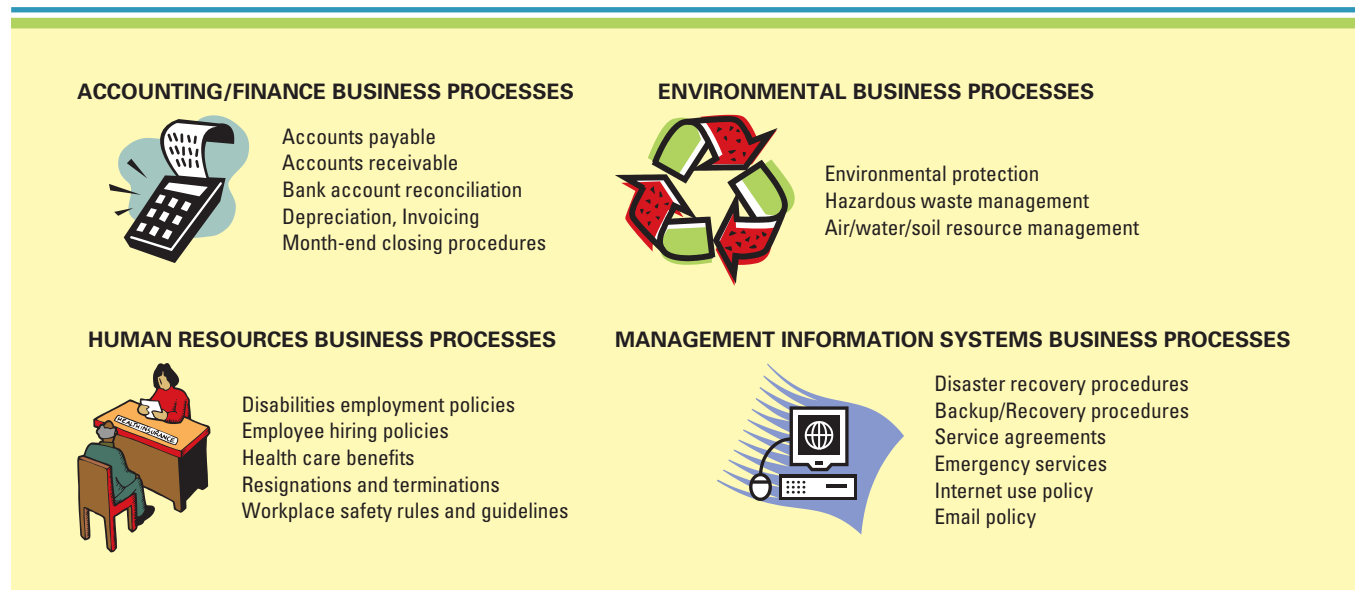 ACCOUNTING/FINANCE BUSINESS PROCESSES
Accounts payable
Accounts receivable
Bank account reconciliation
Depreciation, Invoicing
Month-end closing procedures
ENVIRONMENTAL BUSINESS PROCESSES
Environmental protection
Hazardous waste management
Air/water/soil resource management
HUMAN RESOURCES BUSINESS PROCESSES
HEALTH INSURANCE
Disabilities employment policies
Employee hiring policies
Health care benefits
Resignations and terminations
Workplace safety rules and guidelines
MANAGEMENT INFORMATION SYSTEMS BUSINESS PROCESSES
Disaster recovery procedures
Backup/Recovery procedures
Service agreements
Emergency services
Internet use policy
Email policy